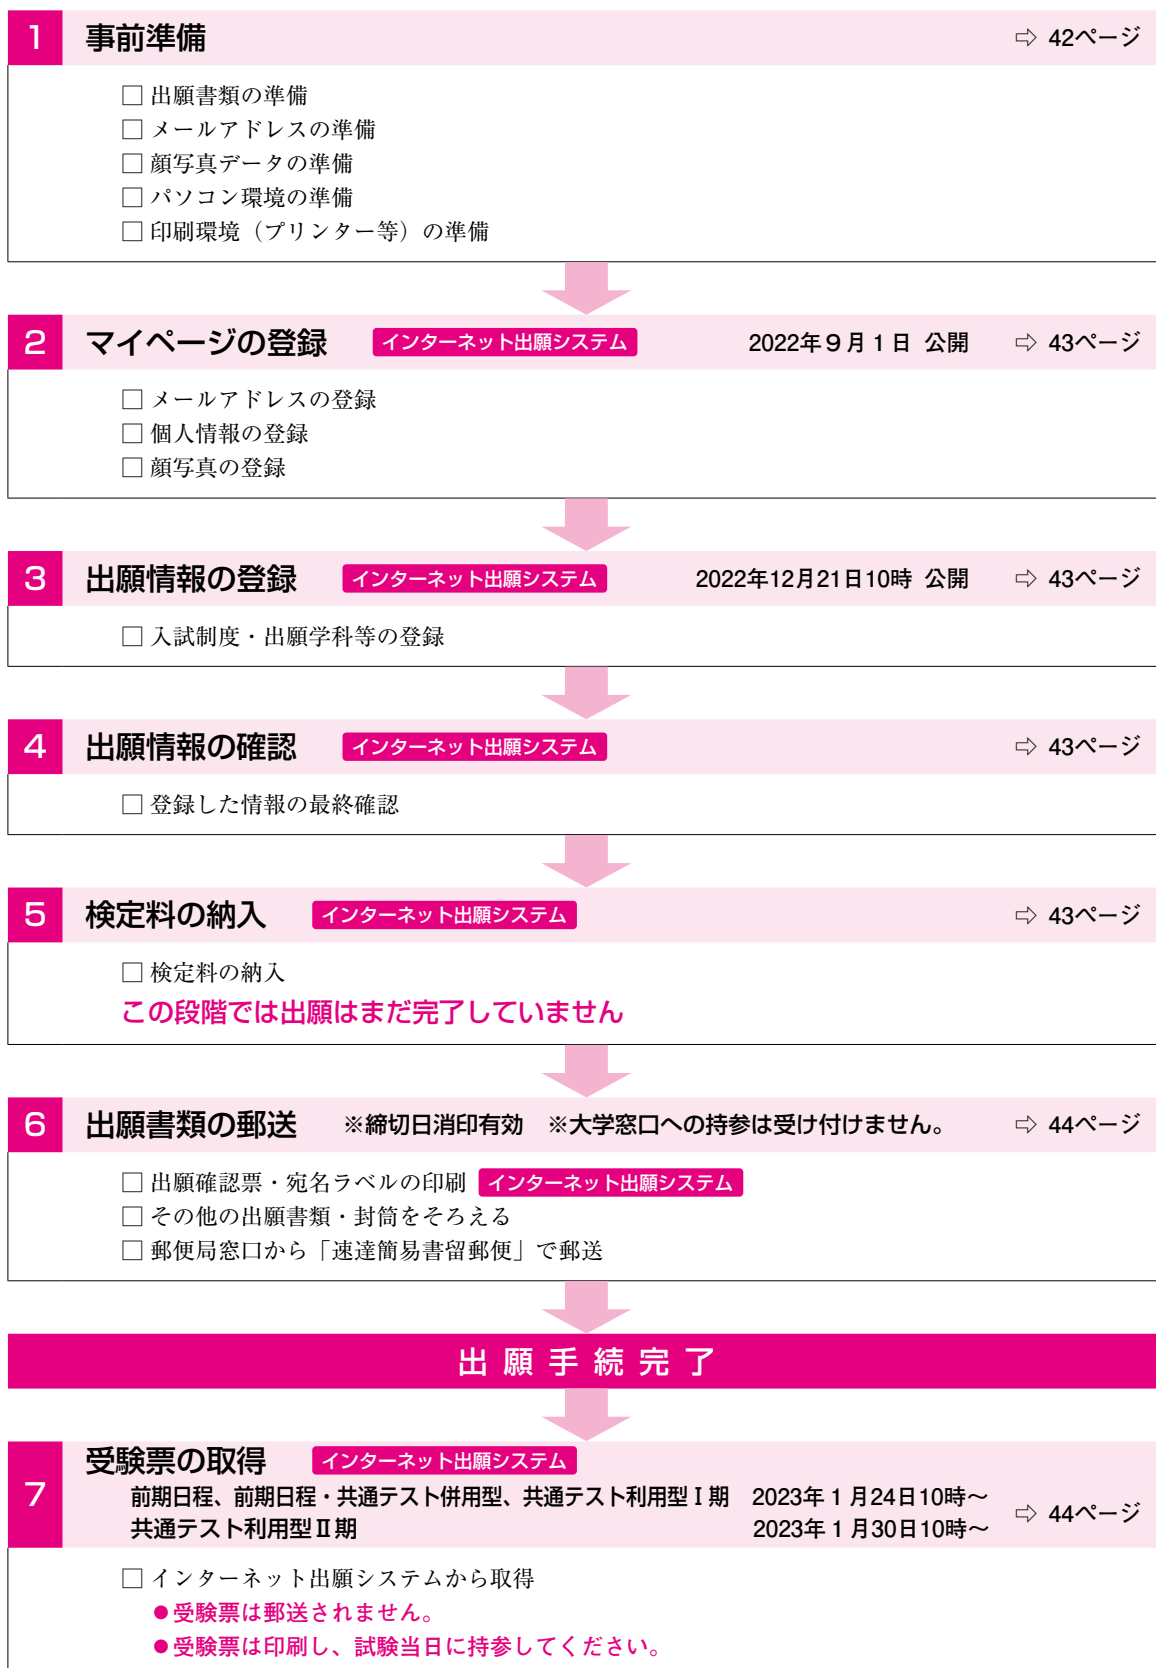 1 事前準備 ⇨ 42ページ
□ 出願書類の準備
□ メールアドレスの準備
□ 顔写真データの準備
□ パソコン環境の準備
□ 印刷環境（プリンター等）の準備
2 マイページの登録 インターネット出願システム 2022年9月1日 公開 ⇨ 43ページ
□ メールアドレスの登録
□ 個人情報の登録
□ 顔写真の登録
3 出願情報の登録 インターネット出願システム 2022年12月21日10時 公開 ⇨ 43ページ
□ 入試制度・出願学科等の登録
4 出願情報の確認 インターネット出願システム ⇨ 43ページ
□ 登録した情報の最終確認
5 検定料の納入 インターネット出願システム ⇨ 43ページ
□ 検定料の納入
この段階では出願はまだ完了していません
6 出願書類の郵送 ※締切日消印有効 ※大学窓口への持参は受け付けません。 ⇨ 44ページ
□ 出願確認票・宛名ラベルの印刷 インターネット出願システム
□ その他の出願書類・封筒をそろえる
□ 郵便局窓口から「速達簡易書留郵便」で郵送
出願手続完了
7 受験票の取得 インターネット出願システム
前期日程、前期日程・共通テスト併用型、共通テスト利用型Ⅰ期 2023年1月24日10時～
共通テスト利用型Ⅱ期 2023年1月30日10時～ ⇨ 44ページ
□ インターネット出願システムから取得
●受験票は郵送されません。
●受験票は印刷し、試験当日に持参してください。